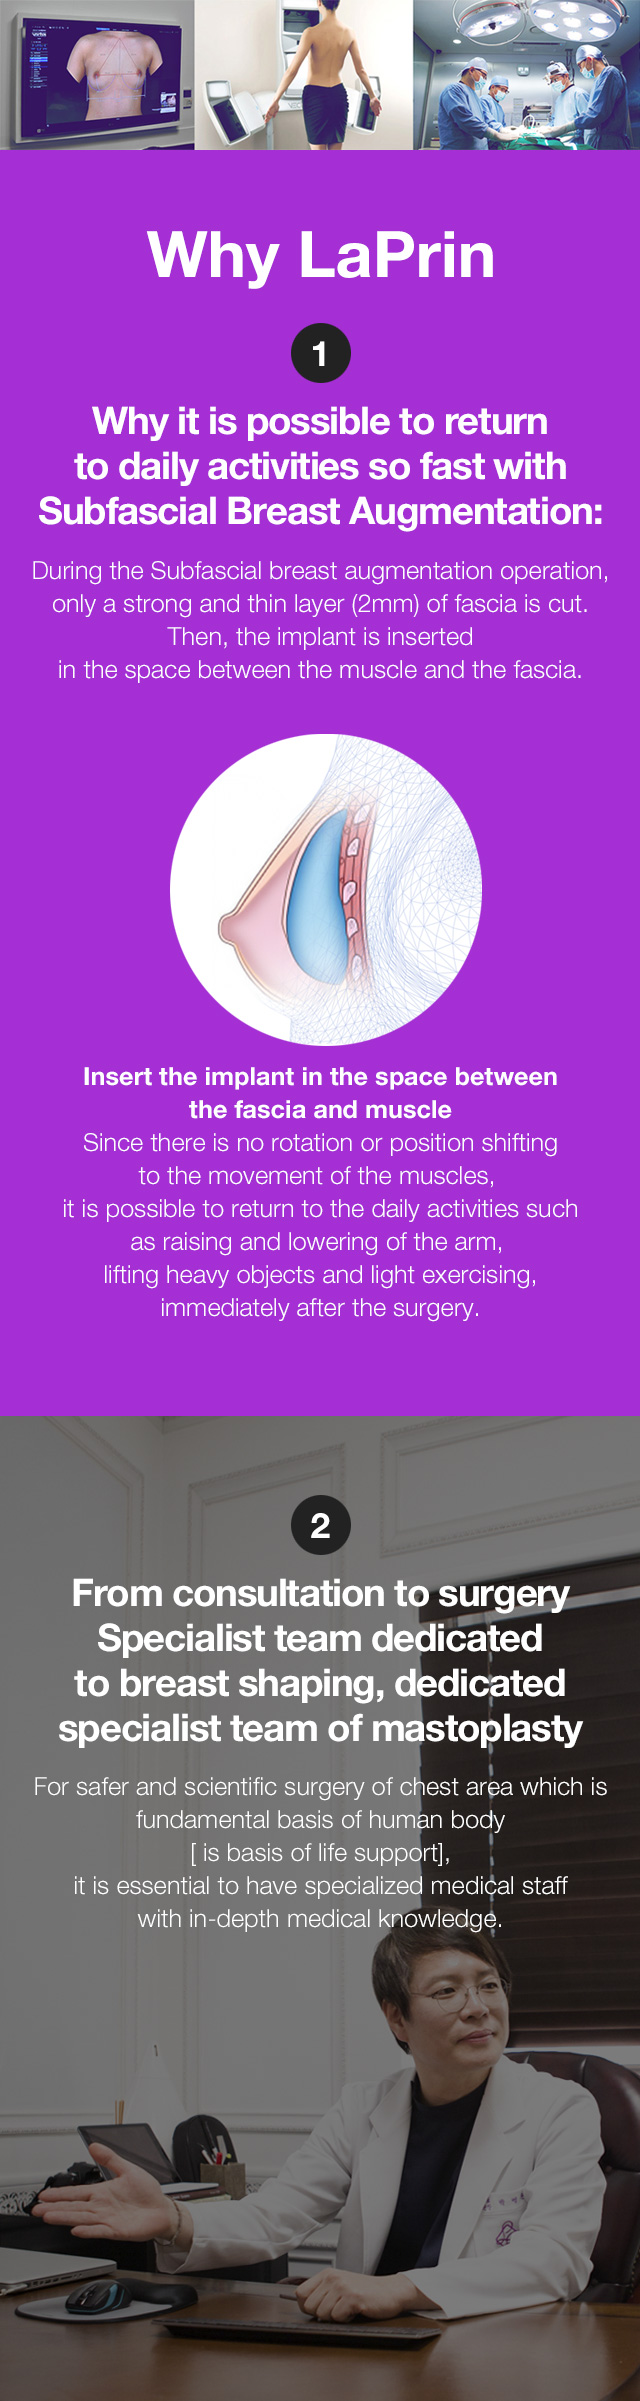 Why LaPrin
1
Why it is possible to return
to daily activities so fast with
Subfascial Breast Augmentation:
During the Subfascial breast augmentation operation,
only a strong and thin layer (2mm) of fascia is cut.
Then, the implant is inserted
in the space between the muscle and the fascia.
Insert the implant in the space between
the fascia and muscle
Since there is no rotation or position shifting
to the movement of the muscles,
it is possible to return to the daily activities such
as raising and lowering of the arm,
lifting heavy objects and light exercising,
immediately after the surgery.
2
From consultation to surgery
Specialist team dedicated
to breast shaping, dedicated
specialist team of mastoplasty
For safer and scientific surgery of chest area which is
fundamental basis of human body
[ is basis of life support],
it is essential to have specialized medical staff
with in-depth medical knowledge.